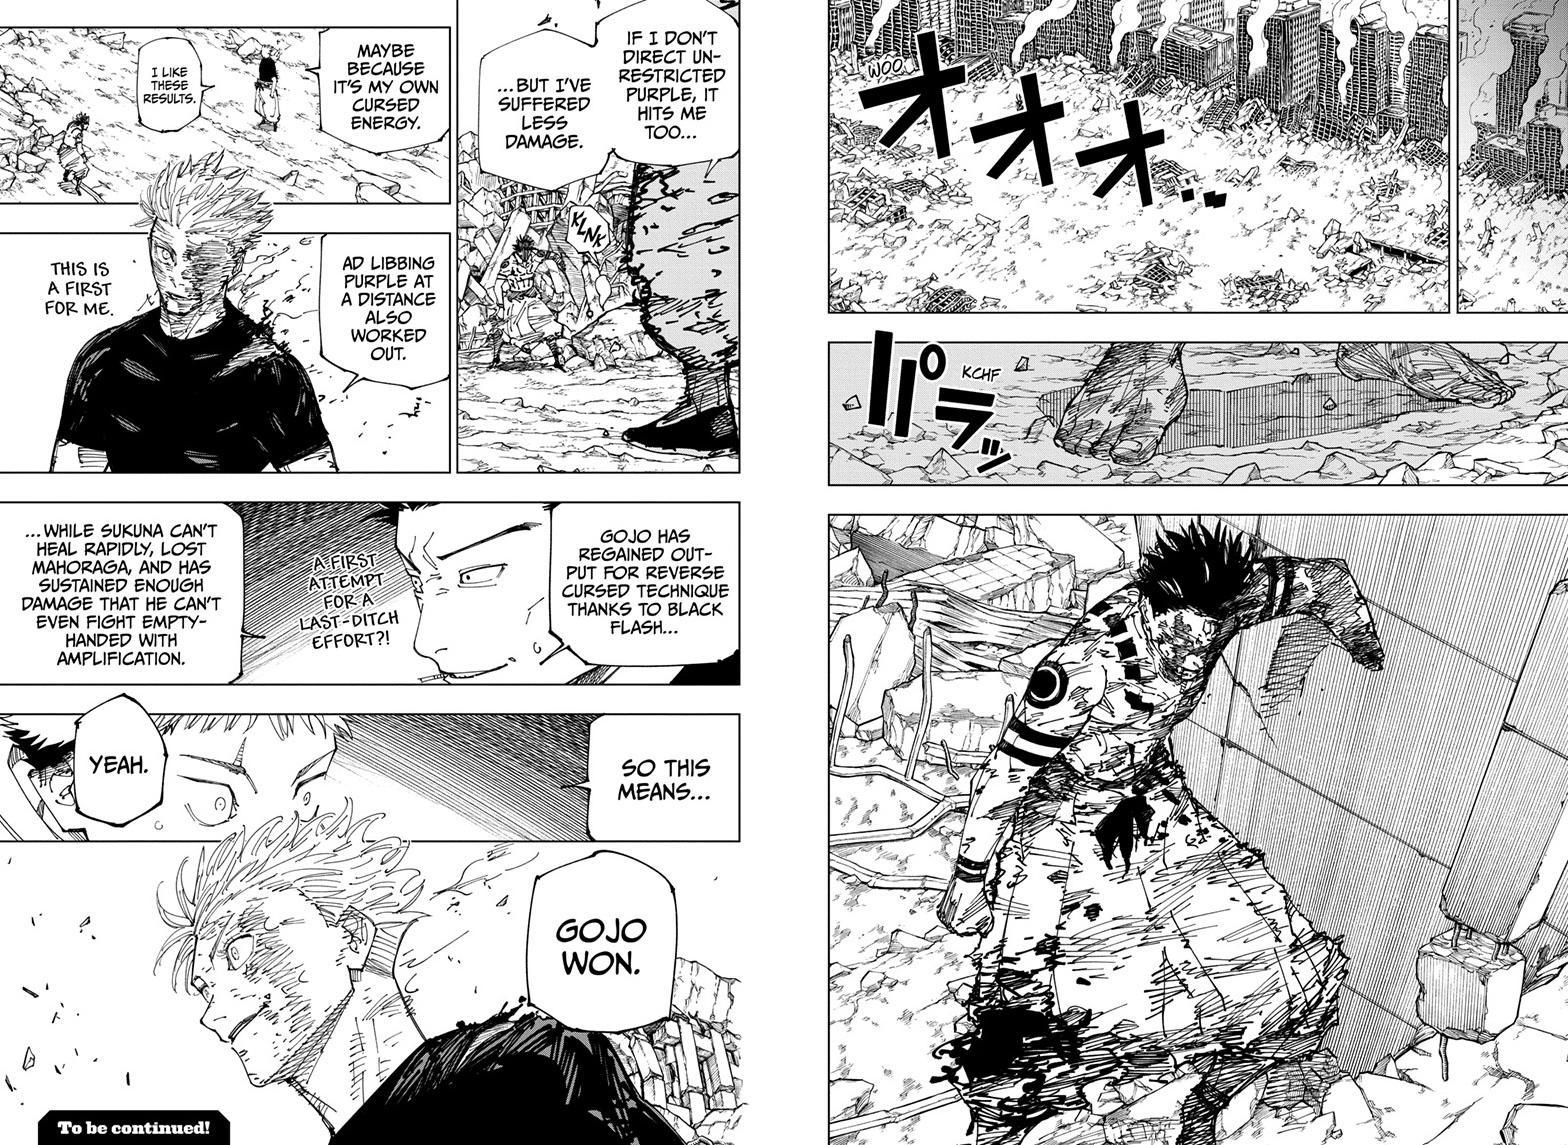 WOO
オオオ...
KCHF
パラッ
IF I DON'T
DIRECT UN-
RESTRICTED
PURPLE, IT
HITS ME
TOO...
...BUT I'VE
SUFFERED
LESS
DAMAGE.
KLNK
MAYBE
BECAUSE
IT'S MY OWN
CURSED
ENERGY.
I LIKE
THESE
RESULTS.
AD LIBBING
PURPLE AT
A DISTANCE
ALSO
WORKED
OUT.
THIS IS
A FIRST
FOR ME.
GOJO HAS
REGAINED OUT-
PUT FOR REVERSE
CURSED TECHNIQUE
THANKS TO BLACK
FLASH...
A FIRST
ATTEMPT
FOR A
LAST-DITCH
EFFORT?!
...WHILE SUKUNA CAN'T
HEAL RAPIDLY, LOST
MAHORAGA, AND HAS
SUSTAINED ENOUGH
DAMAGE THAT HE CAN'T
EVEN FIGHT EMPTY-
HANDED WITH
AMPLIFICATION.
SO THIS
MEANS...
YEAH.
GOJO
WON.
To be continued!